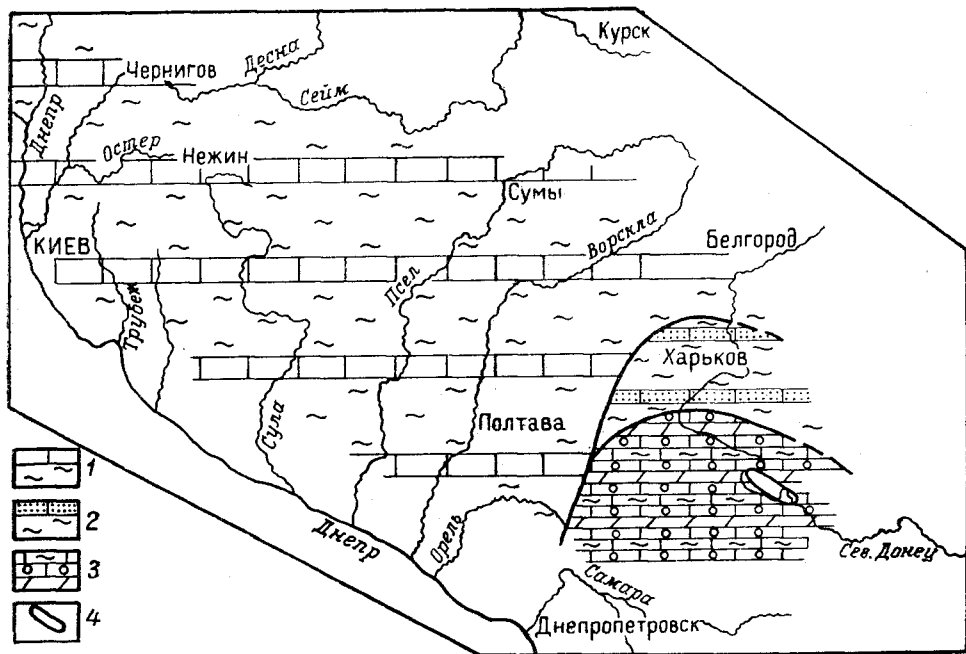 Курск
Десна
Чернигов
Сейм
Днепр
Остер
Нежин
Сумы
Ворскла
Белгород
КИЕВ
Псел
Трубеж
Харьков
Сула
Полтава
1
2
3
4
Днепр
Орель
Сев. Донец
Самара
Днепропетровск